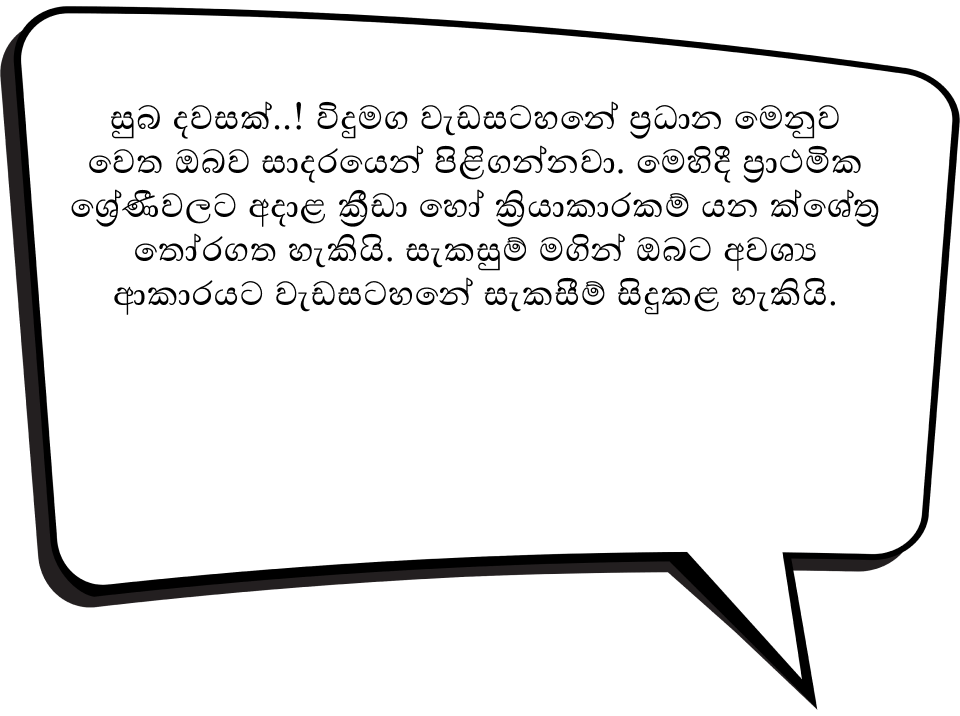 සුබ දවසක්..! විදුමග වැඩසටහනේ ප්‍රධාන මෙනුව
වෙත ඔබව සාදරයෙන් පිළිගන්නවා. මෙහිදී ප්‍රාථමික
ශ්‍රේණීවලට අදාළ ක්‍රීඩා හෝ ක්‍රියාකාරකම් යන ක්ශේත්‍ර
තෝරගත හැකියි. සැකසුම් මගින් ඔබට අවශ්‍ය
ආකාරයට වැඩසටහනේ සැකසීම් සිදුකළ හැකියි.